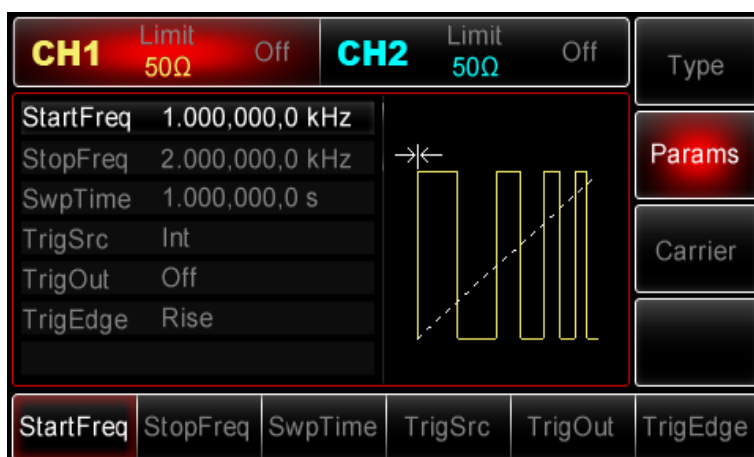 CH1 Limit 50Ω Off CH2 Limit 50Ω Off
Type
StartFreq 1.000,000,0 kHz
StopFreq 2.000,000,0 kHz
SwpTime 1.000,000,0 s
TrigSrc Int
TrigOut Off
TrigEdge Rise
Params
Carrier
StartFreq StopFreq SwpTime TrigSrc TrigOut TrigEdge